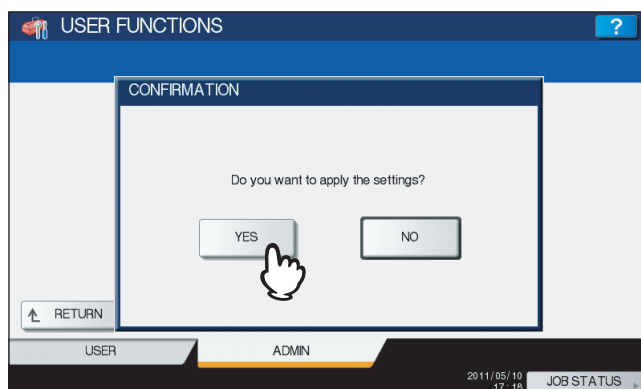 USER FUNCTIONS
?
CONFIRMATION
Do you want to apply the settings?
YES
NO
RETURN
USER
ADMIN
2011/05/10
17:18
JOB STATUS